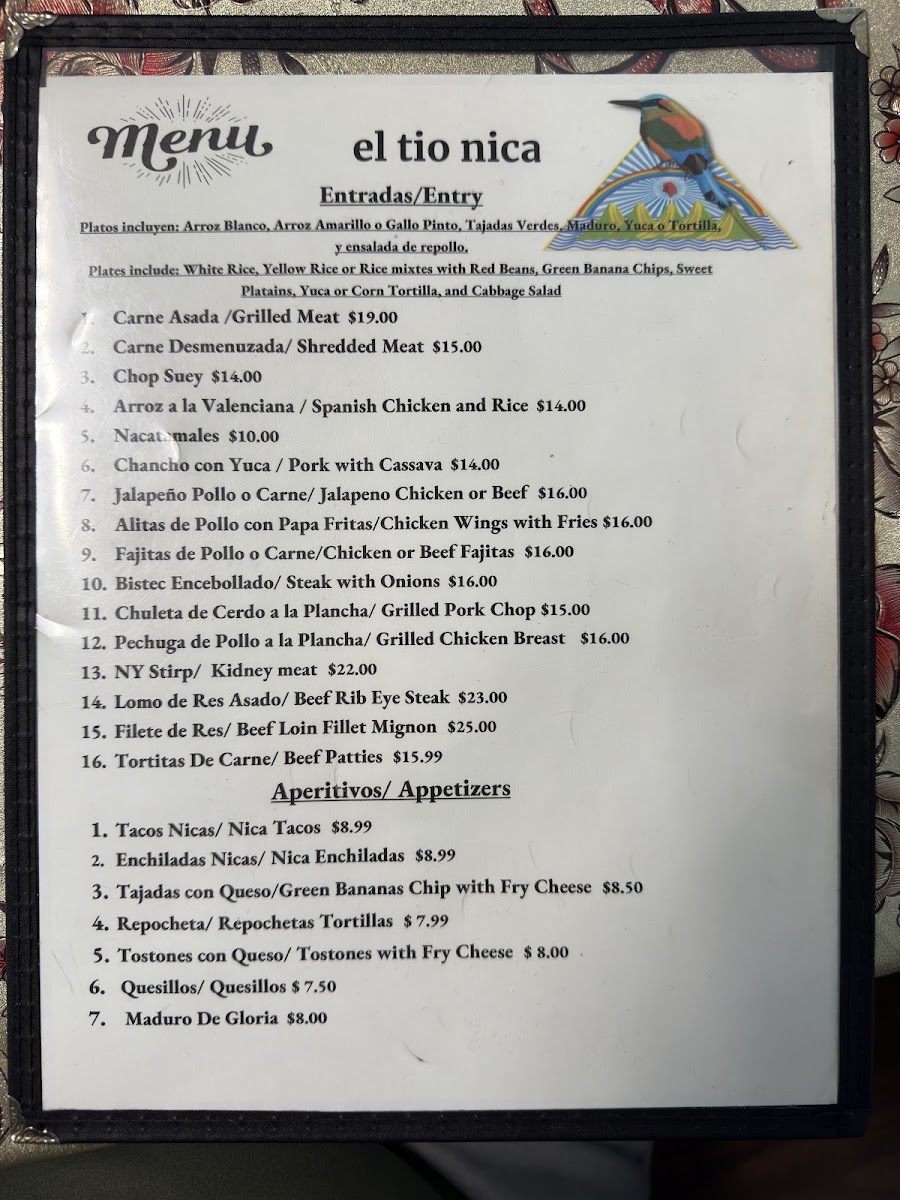 Menu
el tio nica
Entradas/Entry
Platos incluyen: Arroz Blanco, Arroz Amarillo o Gallo Pinto, Tajadas Verdes, Maduro, Yuca o Tortilla,
y ensalada de repollo.
Plates include: White Rice, Yellow Rice or Rice mixtes with Red Beans, Green Banana Chips, Sweet
Platains, Yuca or Corn Tortilla, and Cabbage Salad
1. Carne Asada /Grilled Meat $19.00
2. Carne Desmenuzada/ Shredded Meat $15.00
3. Chop Suey $14.00
4. Arroz a la Valenciana / Spanish Chicken and Rice $14.00
5. Nacatamales $10.00
6. Chancho con Yuca / Pork with Cassava $14.00
7. Jalapeño Pollo o Carne/ Jalapeno Chicken or Beef $16.00
8. Alitas de Pollo con Papa Fritas/Chicken Wings with Fries $16.00
9. Fajitas de Pollo o Carne/Chicken or Beef Fajitas $16.00
10. Bistec Encebollado/ Steak with Onions $16.00
11. Chuleta de Cerdo a la Plancha/ Grilled Pork Chop $15.00
12. Pechuga de Pollo a la Plancha/ Grilled Chicken Breast $16.00
13. NY Stirp/ Kidney meat $22.00
14. Lomo de Res Asado/ Beef Rib Eye Steak $23.00
15. Filete de Res/ Beef Loin Fillet Mignon $25.00
16. Tortitas De Carne/ Beef Patties $15.99
Aperitivos/ Appetizers
1. Tacos Nicas/ Nica Tacos $8.99
2. Enchiladas Nicas/ Nica Enchiladas $8.99
3. Tajadas con Queso/Green Bananas Chip with Fry Cheese $8.50
4. Repocheta/ Repochetas Tortillas $ 7.99
5. Tostones con Queso/ Tostones with Fry Cheese $ 8.00
6. Quesillos/ Quesillos $ 7.50
7. Maduro De Gloria $8.00